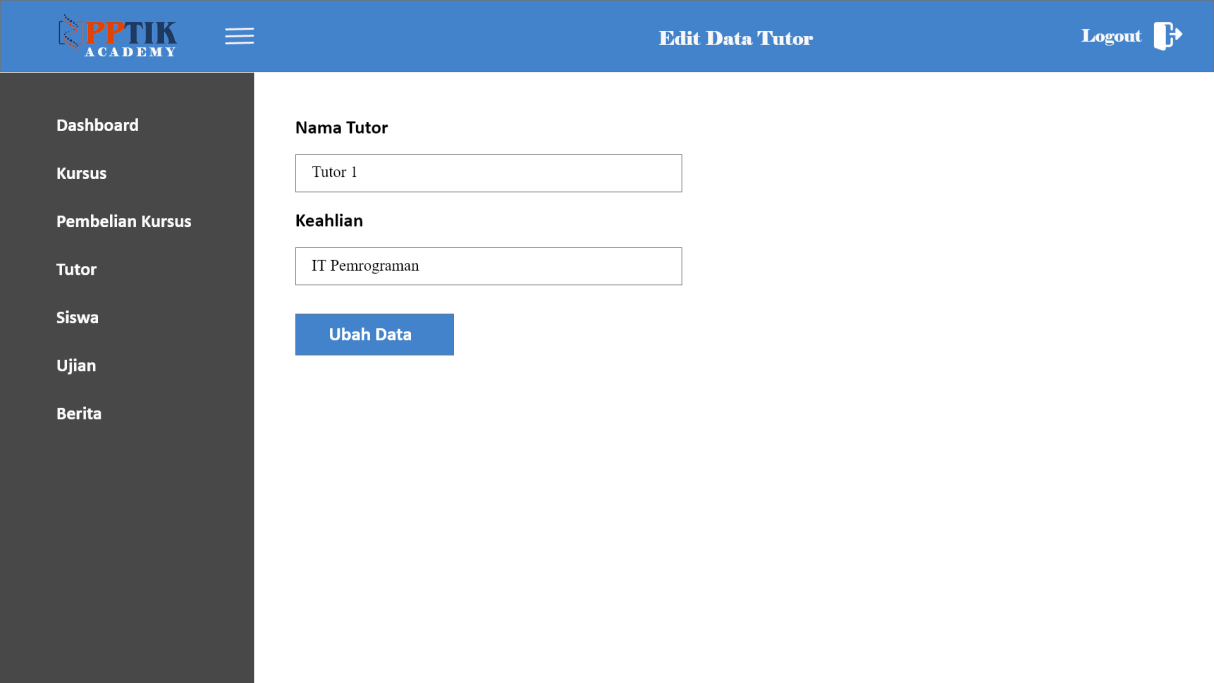 PPTIK
ACADEMY
Edit Data Tutor
Logout
Dashboard
Kursus
Pembelian Kursus
Tutor
Siswa
Ujian
Berita
Nama Tutor
Tutor 1
Keahlian
IT Pemrograman
Ubah Data